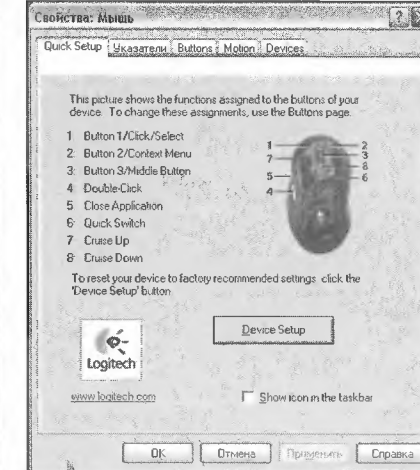 Свойства: Мышь
Quick Setup Указатели Buttons Motion Devices
This picture shows the functions assigned to the buttons of your
device. To change these assignments, use the Buttons page.
1 Button 1/Click/Select
2 Button 2/Context Menu
3 Button 3/Middle Button
4 Double-Click
5 Close Application
6 Quick Switch
7 Cruise Up
8 Cruise Down
1 2
7 3
8
5 6
4
To reset your device to factory recommended settings, click the
'Device Setup' button
Logitech
Device Setup
www.logitech.com
Show icon in the taskbar
OK Отмена Применить Справка